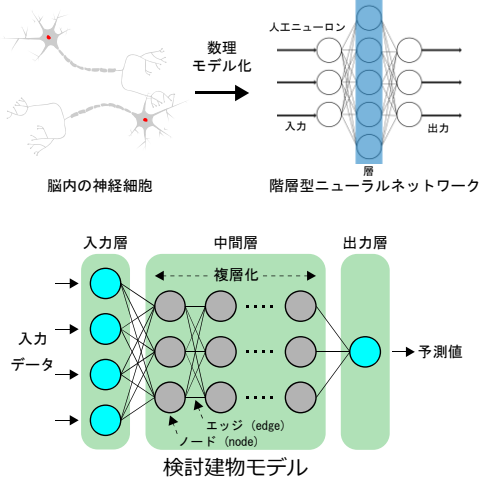 数理
モデル化
人工ニューロン
入力
出力
層
脳内の神経細胞
階層型ニューラルネットワーク
入力層
中間層
出力層
複層化
入力
データ
予測値
エッジ (edge)
ノード (node)
検討建物モデル